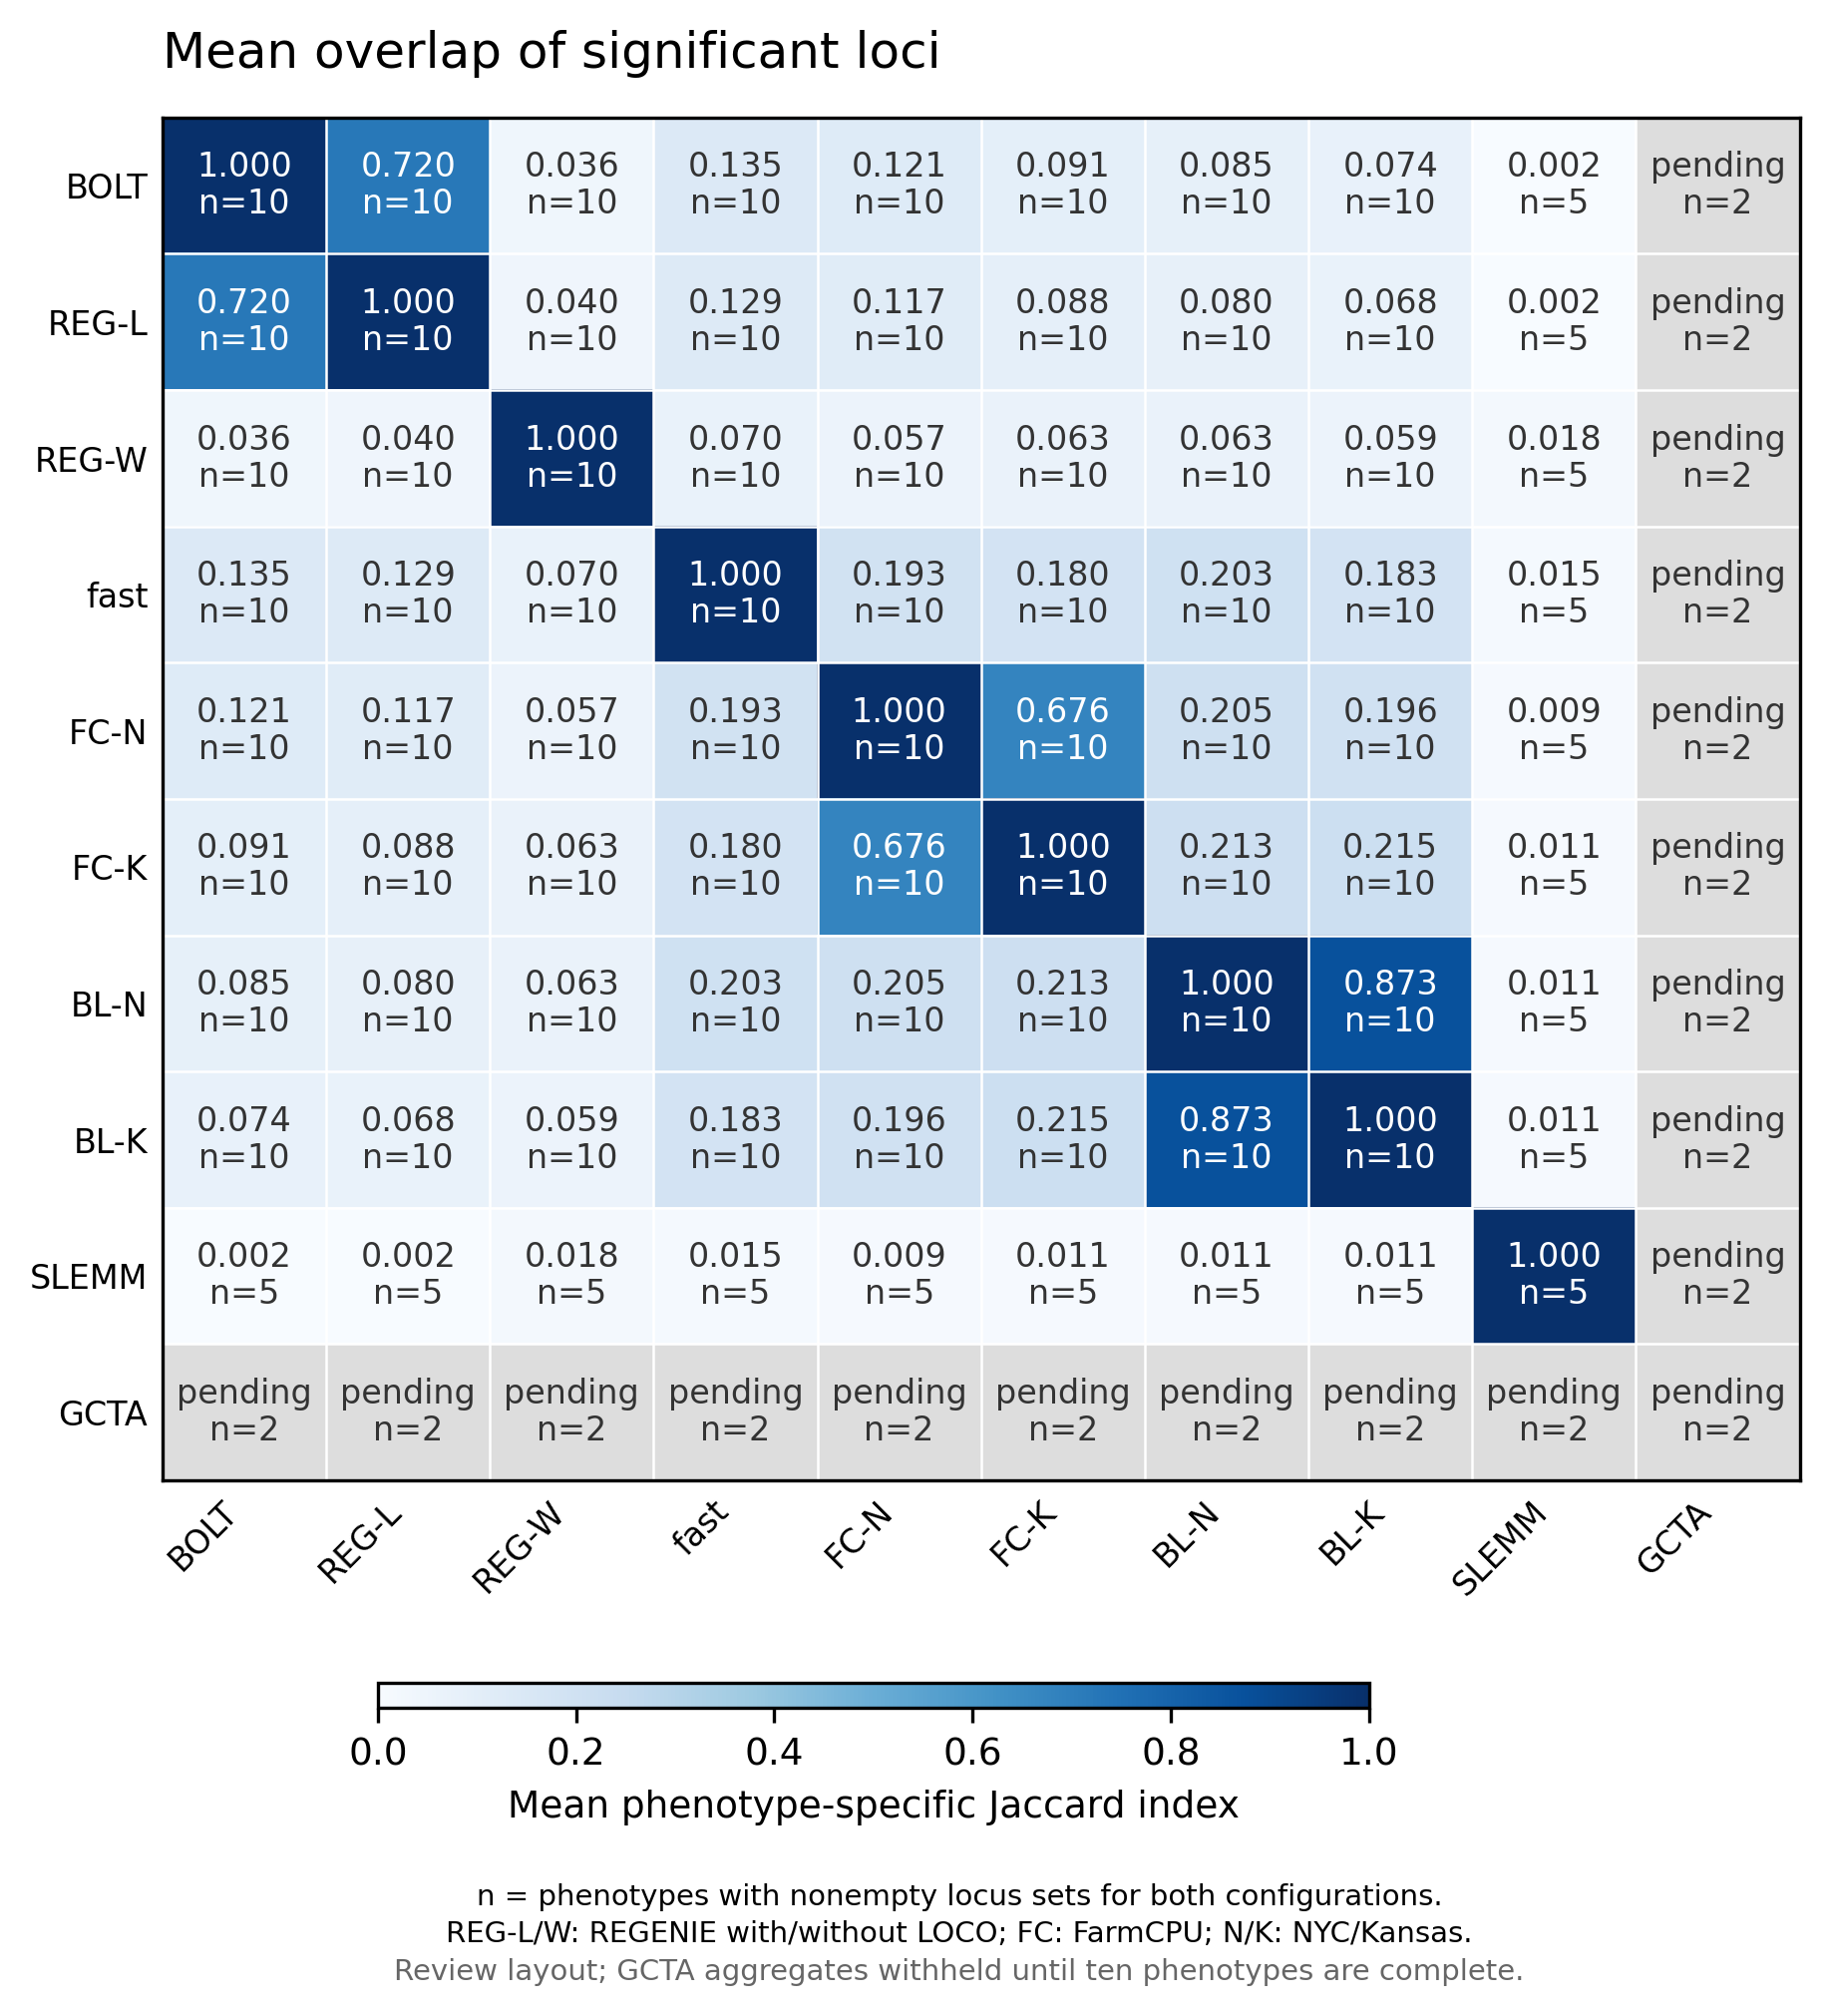 Mean overlap of significant loci
BOLT 1.000 0.720 0.036 0.135 0.121 0.091 0.085 0.074 0.002 pending
n=10 n=10 n=10 n=10 n=10 n=10 n=10 n=10 n=5 n=2
REG-L 0.720 1.000 0.040 0.129 0.117 0.088 0.080 0.068 0.002 pending
n=10 n=10 n=10 n=10 n=10 n=10 n=10 n=10 n=5 n=2
REG-W 0.036 0.040 1.000 0.070 0.057 0.063 0.063 0.059 0.018 pending
n=10 n=10 n=10 n=10 n=10 n=10 n=10 n=10 n=5 n=2
fast 0.135 0.129 0.070 1.000 0.193 0.180 0.203 0.183 0.015 pending
n=10 n=10 n=10 n=10 n=10 n=10 n=10 n=10 n=5 n=2
FC-N 0.121 0.117 0.057 0.193 1.000 0.676 0.205 0.196 0.009 pending
n=10 n=10 n=10 n=10 n=10 n=10 n=10 n=10 n=5 n=2
FC-K 0.091 0.088 0.063 0.180 0.676 1.000 0.213 0.215 0.011 pending
n=10 n=10 n=10 n=10 n=10 n=10 n=10 n=10 n=5 n=2
BL-N 0.085 0.080 0.063 0.203 0.205 0.213 1.000 0.873 0.011 pending
n=10 n=10 n=10 n=10 n=10 n=10 n=10 n=10 n=5 n=2
BL-K 0.074 0.068 0.059 0.183 0.196 0.215 0.873 1.000 0.011 pending
n=10 n=10 n=10 n=10 n=10 n=10 n=10 n=10 n=5 n=2
SLEMM 0.002 0.002 0.018 0.015 0.009 0.011 0.011 0.011 1.000 pending
n=5 n=5 n=5 n=5 n=5 n=5 n=5 n=5 n=5 n=2
GCTA pending pending pending pending pending pending pending pending pending pending
n=2 n=2 n=2 n=2 n=2 n=2 n=2 n=2 n=2 n=2
BOLT REG-L REG-W fast FC-N FC-K BL-N BL-K SLEMM GCTA
0.0 0.2 0.4 0.6 0.8 1.0
Mean phenotype-specific Jaccard index
n = phenotypes with nonempty locus sets for both configurations.
REG-L/W: REGENIE with/without LOCO; FC: FarmCPU; N/K: NYC/Kansas.
Review layout; GCTA aggregates withheld until ten phenotypes are complete.